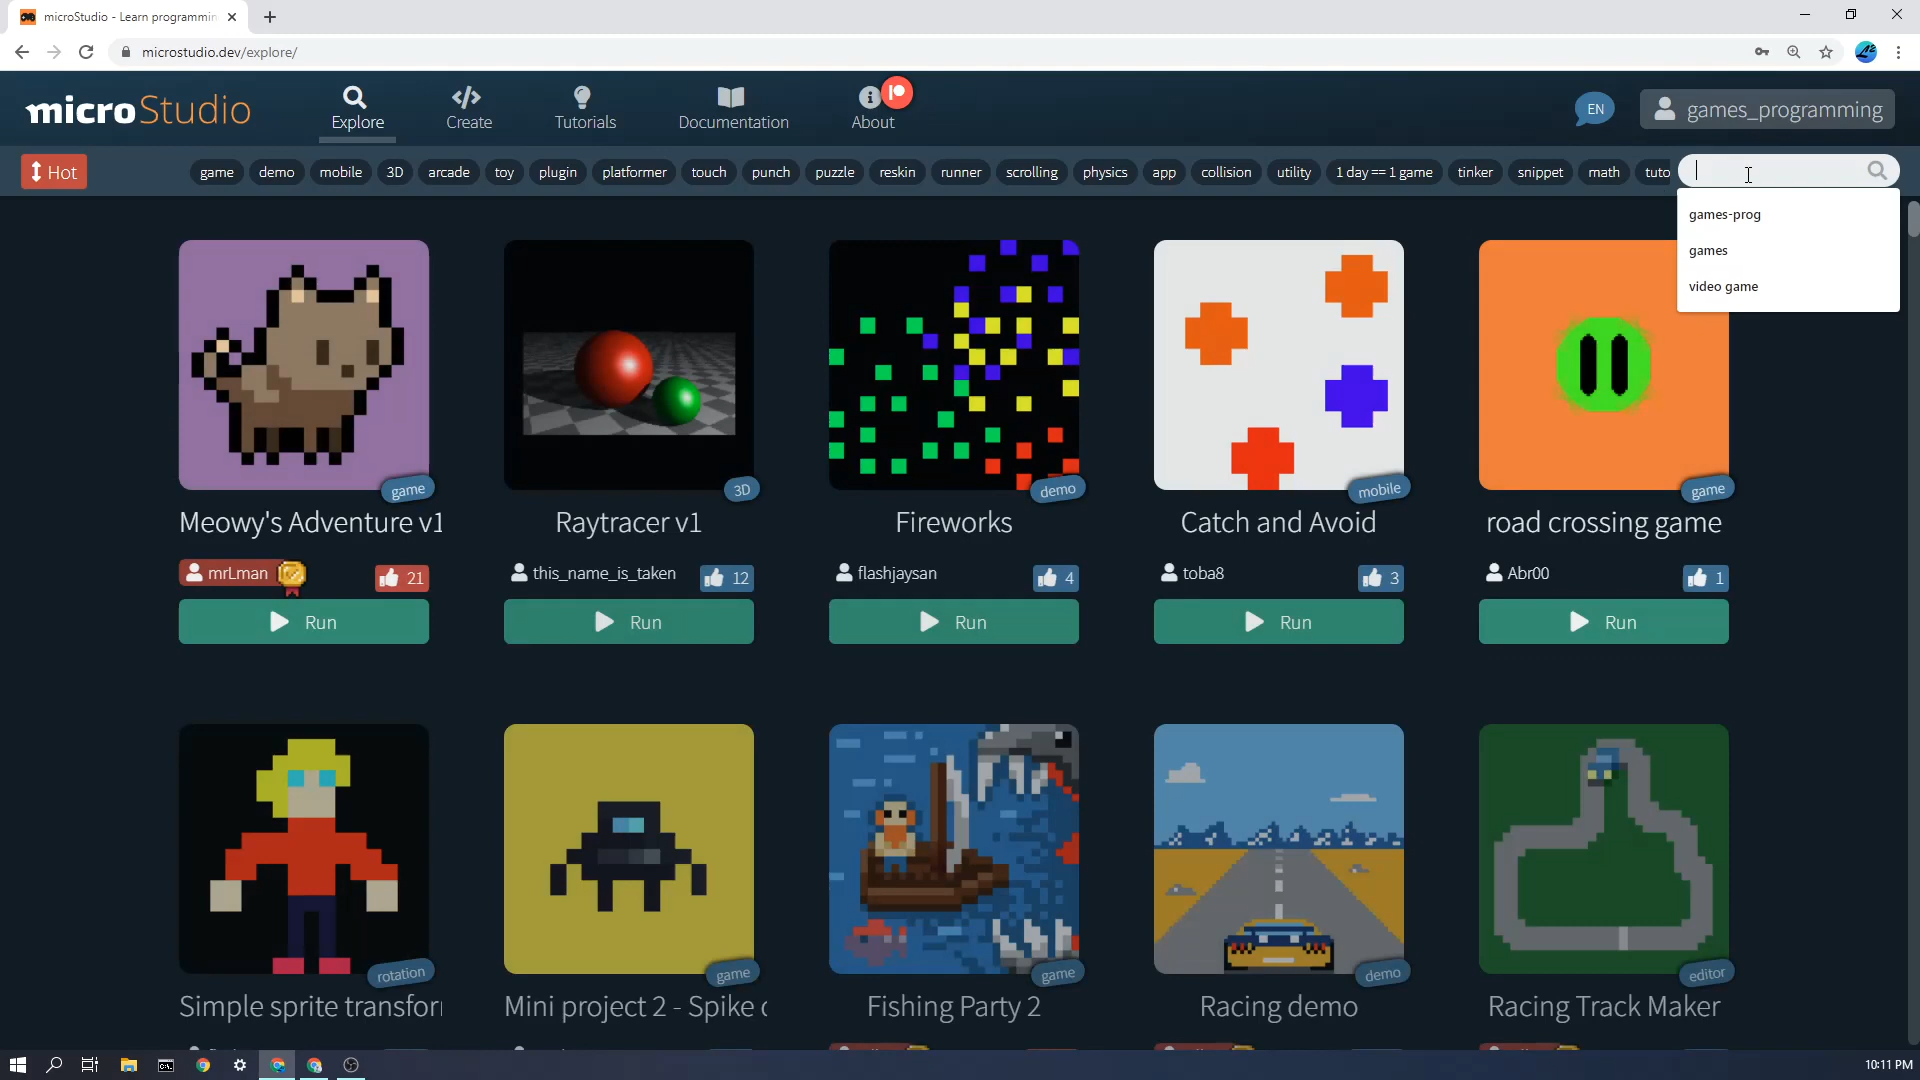 microStudio - Learn programmin
microstudio.dev/explore/
microStudio
Explore
Create
Tutorials
Documentation
About
EN
games_programming
Hot
game
demo
mobile
3D
arcade
toy
plugin
platformer
touch
punch
puzzle
reskin
runner
scrolling
physics
app
collision
utility
1 day == 1 game
tinker
snippet
math
tuto
games-prog
games
video game
game
3D
demo
mobile
game
Meowy's Adventure v1
Raytracer v1
Fireworks
Catch and Avoid
road crossing game
mrLman
21
this_name_is_taken
12
flashjaysan
4
toba8
3
Abr00
1
Run
Run
Run
Run
Run
rotation
game
game
demo
editor
Simple sprite transfor
Mini project 2 - Spike
Fishing Party 2
Racing demo
Racing Track Maker
10:11 PM